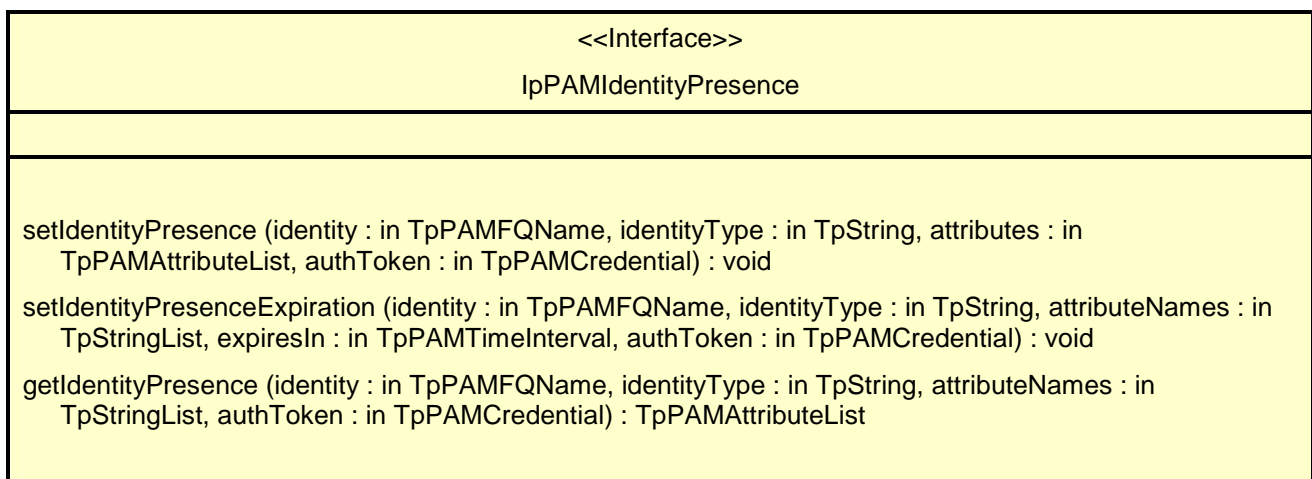 <<Interface>>
IpPAMIdentityPresence
setIdentityPresence (identity : in TpPAMFQName, identityType : in TpString, attributes : in
TpPAMAttributeList, authToken : in TpPAMCredential) : void
setIdentityPresenceExpiration (identity : in TpPAMFQName, identityType : in TpString, attributeNames : in
TpStringList, expiresIn : in TpPAMTimeInterval, authToken : in TpPAMCredential) : void
getIdentityPresence (identity : in TpPAMFQName, identityType : in TpString, attributeNames : in
TpStringList, authToken : in TpPAMCredential) : TpPAMAttributeList